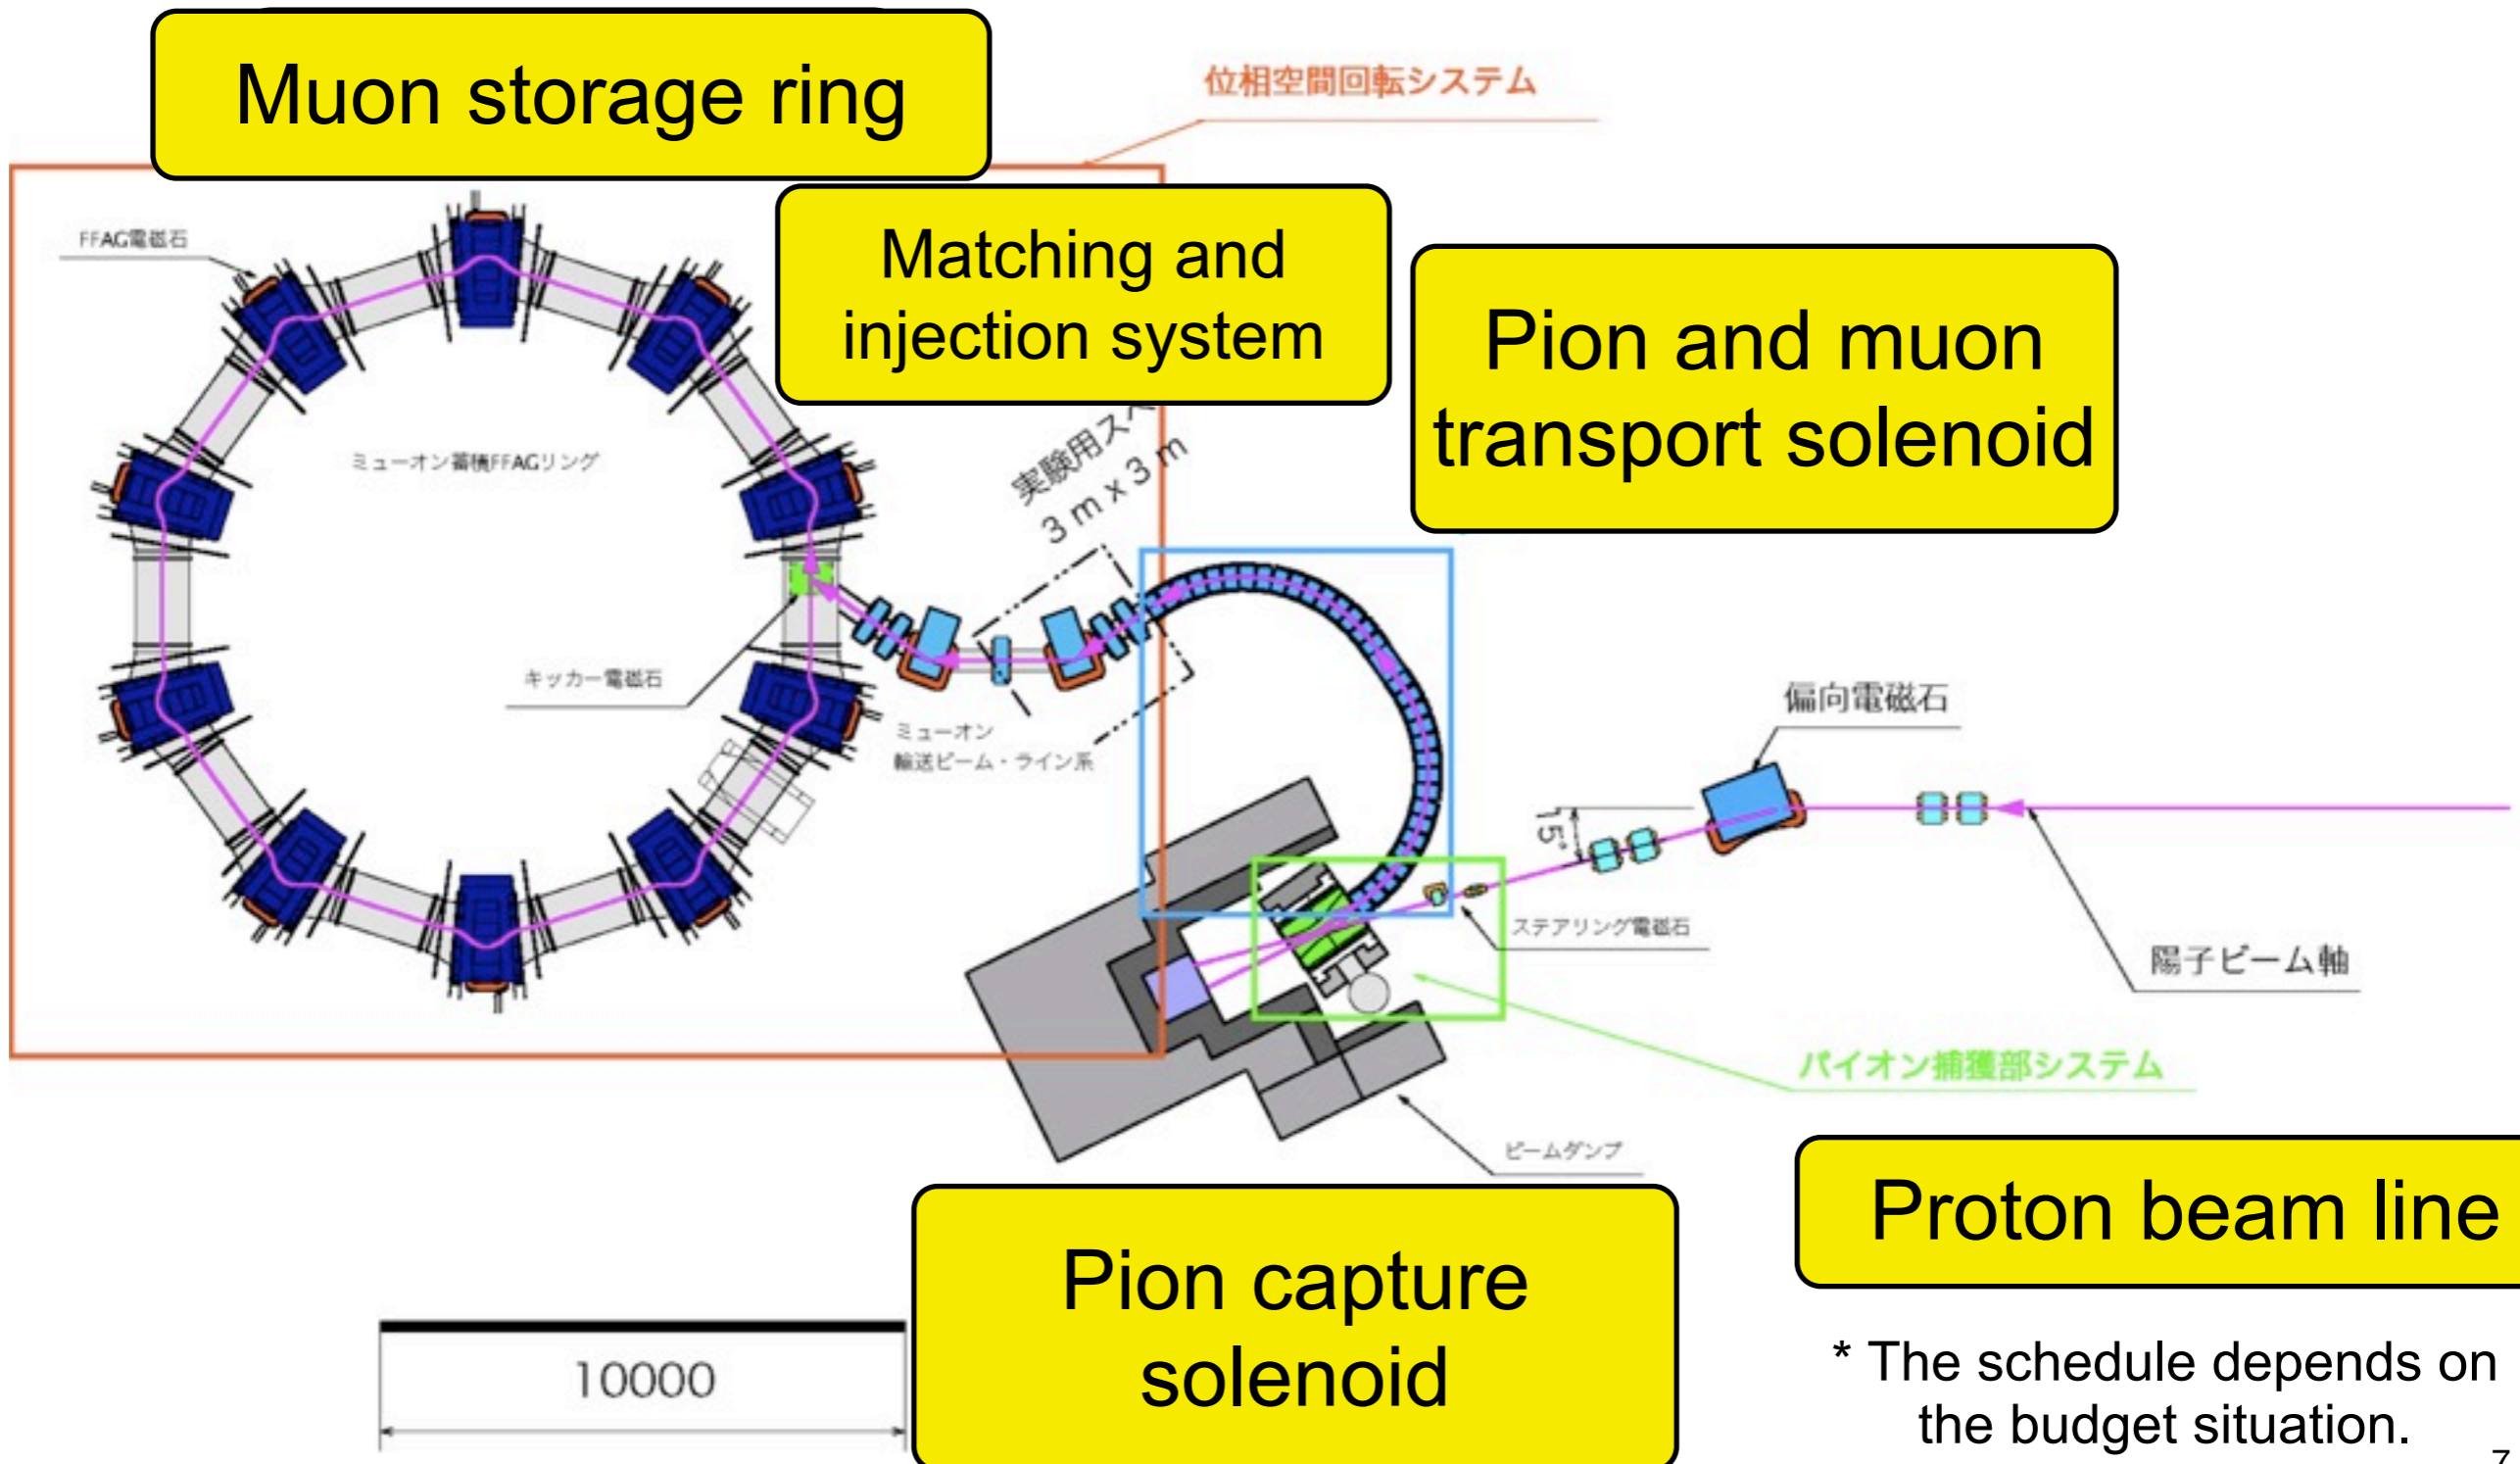 Muon storage ring
位相空間回転システム
Matching and
injection system
FFAG電磁石
Pion and muon
transport solenoid
実験用スペ
3 m x 3 m
ミューオン蓄積FFAGリング
キッカー電磁石
偏向電磁石
ミューオン
輸送ビーム・ライン系
15°
ステアリング電磁石
陽子ビーム軸
パイオン捕獲部システム
ビームダンプ
Proton beam line
Pion capture
solenoid
10000
* The schedule depends on
the budget situation.
7